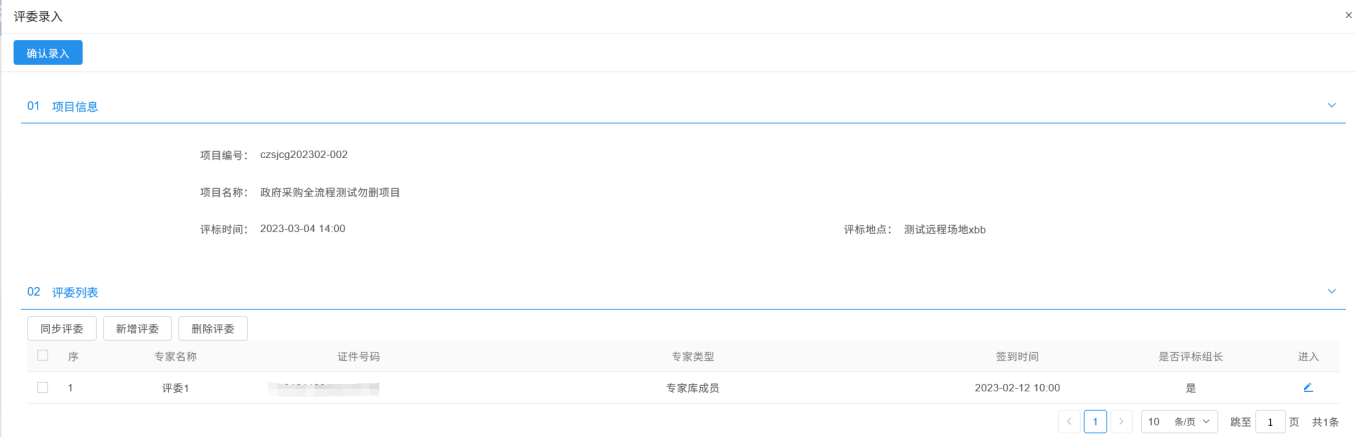 评委录入
确认录入
01 项目信息
项目编号： czsjcg202302-002
项目名称： 政府采购全流程测试勿删项目
评标时间： 2023-03-04 14:00 评标地点： 测试远程场地xbb
02 评委列表
同步评委 新增评委 删除评委
序 专家名称 证件号码 专家类型 签到时间 是否评标组长 进入
1 评委1 专家库成员 2023-02-12 10:00 是
1 10 条/页 跳至 1 页 共1条